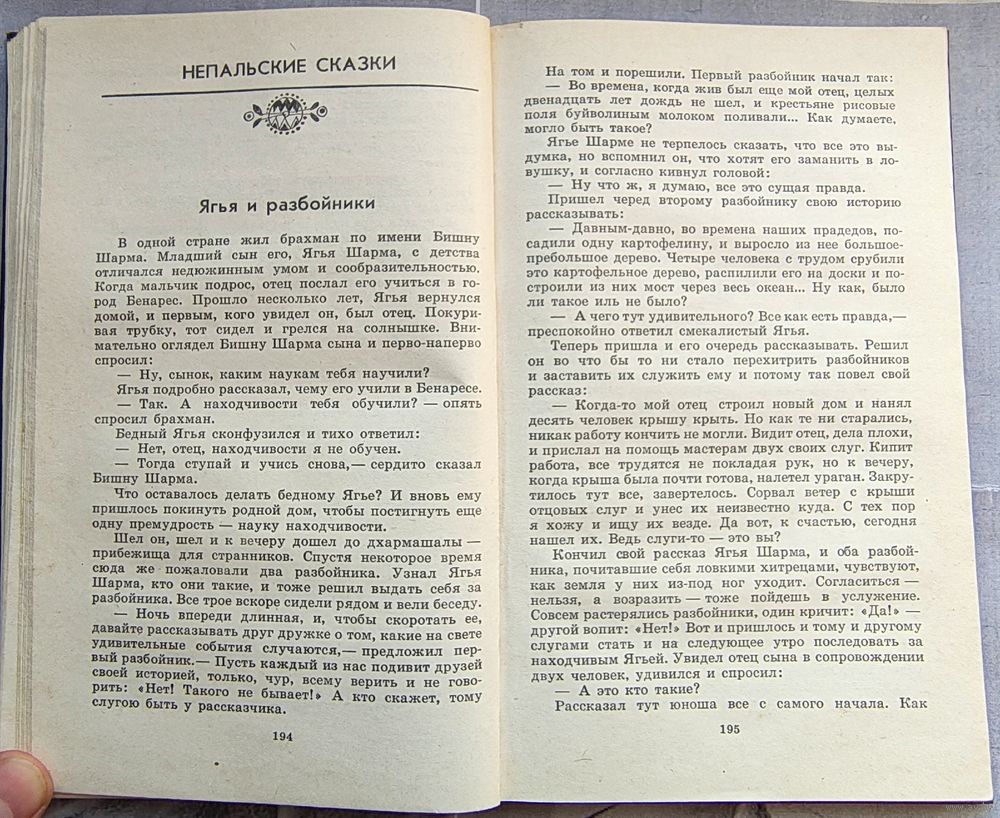 НЕПАЛЬСКИЕ СКАЗКИ
Ягья и разбойники
В одной стране жил брахман по имени Бишну
Шарма. Младший сын его, Ягья Шарма, с детства
отличался недюжинным умом и сообразительностью.
Когда мальчик подрос, отец послал его учиться в го-
род Бенарес. Прошло несколько лет, Ягья вернулся
домой, и первым, кого увидел он, был отец. Покури-
вая трубку, тот сидел и грелся на солнышке. Вни-
мательно оглядел Бишну Шарма сына и перво-наперво
спросил:
— Ну, сынок, каким наукам тебя научили?
Ягья подробно рассказал, чему его учили в Бенаресе.
— Так. А находчивости тебя обучили? — опять
спросил брахман.
Бедный Ягья сконфузился и тихо ответил:
— Нет, отец, находчивости я не обучен.
— Тогда ступай и учись снова,— сердито сказал
Бишну Шарма.
Что оставалось делать бедному Ягье? И вновь ему
пришлось покинуть родной дом, чтобы постигнуть еще
одну премудрость — науку находчивости.
Шел он, шел и к вечеру дошел до дхармашалы —
прибежища для странников. Спустя некоторое время
сюда же пожаловали два разбойника. Узнал Ягья
Шарма, кто они такие, и тоже решил выдать себя за
разбойника. Все трое вскоре сидели рядом и вели беседу.
— Ночь впереди длинная, и, чтобы скоротать ее,
давайте рассказывать друг дружке о том, какие на свете
удивительные события случаются,— предложил пер-
вый разбойник.— Пусть каждый из нас подивит друзей
своей историей, только, чур, всему верить и не гово-
рить: «Нет! Такого не бывает!» А кто скажет, тому
слугою быть у рассказчика.
194
На том и порешили. Первый разбойник начал так:
— Во времена, когда жив был еще мой отец, целых
двенадцать лет дождь не шел, и крестьяне рисовые
поля буйволиным молоком поливали... Как думаете,
могло быть такое?
Ягье Шарме не терпелось сказать, что все это вы-
думка, но вспомнил он, что хотят его заманить в ло-
вушку, и согласно кивнул головой:
— Ну что ж, я думаю, все это сущая правда.
Пришел черед второму разбойнику свою историю
рассказывать:
— Давным-давно, во времена наших прадедов, по-
садили одну картофелину, и выросло из нее большое-
пребольшое дерево. Четыре человека с трудом срубили
это картофельное дерево, распилили его на доски и по-
строили из них мост через весь океан... Ну как, было
ли такое иль не было?
— А чего тут удивительного? Все как есть правда,—
преспокойно ответил смекалистый Ягья.
Теперь пришла и его очередь рассказывать. Решил
он во что бы то ни стало перехитрить разбойников
и заставить их служить ему и потому так повел свой
рассказ:
— Когда-то мой отец строил новый дом и нанял
десять человек крышу крыть. Но как те ни старались,
никак работу кончить не могли. Видит отец, дела плохи,
и прислал на помощь мастерам двух своих слуг. Кипит
работа, все трудятся не покладая рук, но к вечеру,
когда крыша была почти готова, налетел ураган. Закру-
тилось тут все, завертелось. Сорвал ветер с крыши
отцовых слуг и унес их неизвестно куда. С тех пор
я хожу и ищу их везде. Да вот, к счастью, сегодня
нашел их. Ведь слуги-то — это вы?
Кончил свой рассказ Ягья Шарма, и оба разбой-
ника, почитавшие себя ловкими хитрецами, чувствуют,
как земля у них из-под ног уходит. Согласиться —
нельзя, а возразить — тоже пойдешь в услужение.
Совсем растерялись разбойники, один кричит: «Да!» —
другой вопит: «Нет!» Вот и пришлось и тому и другому
слугами стать и на следующее утро последовать за
находчивым Ягьей. Увидел отец сына в сопровождении
двух человек, удивился и спросил:
— А это кто такие?
Рассказал тут юноша все с самого начала. Как
195